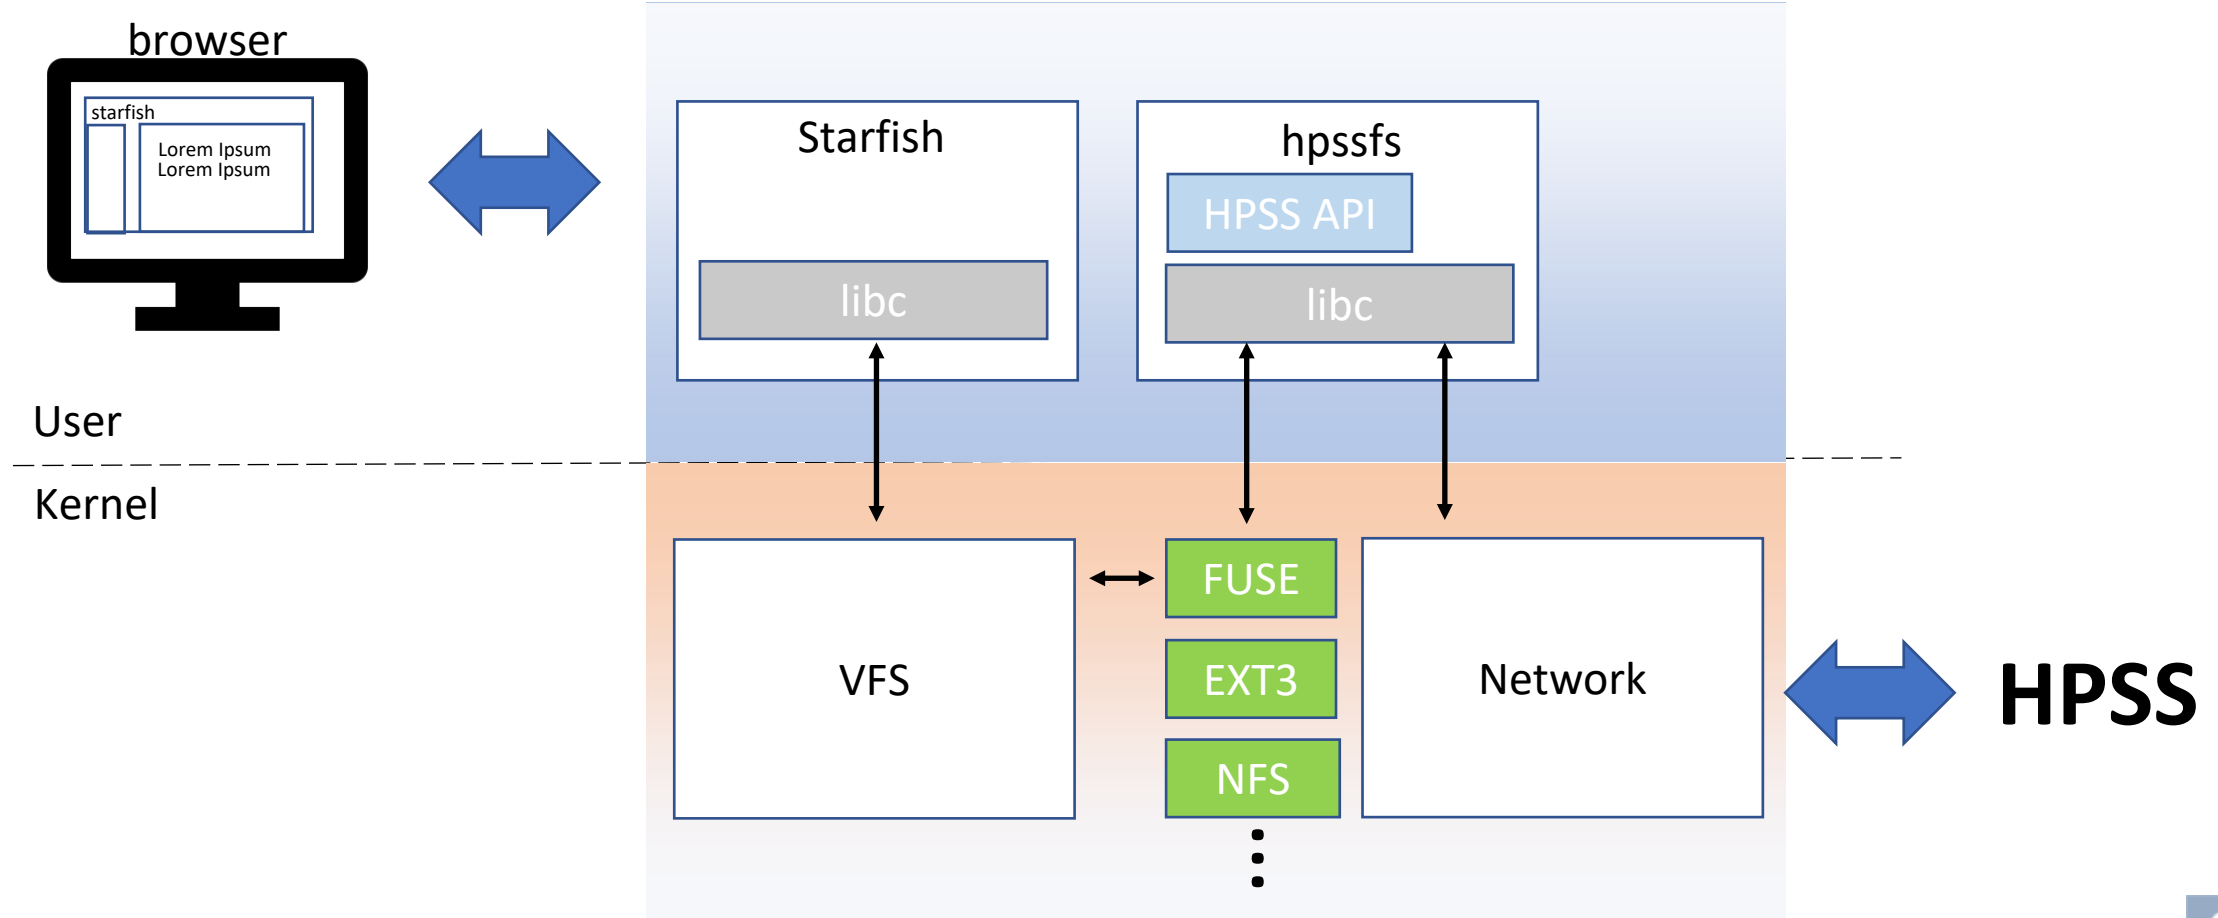 browser
starfish
Lorem Ipsum
Lorem Ipsum
Starfish
libc
hpssfs
HPSS API
libc
User
Kernel
VFS
FUSE
EXT3
NFS
Network
HPSS